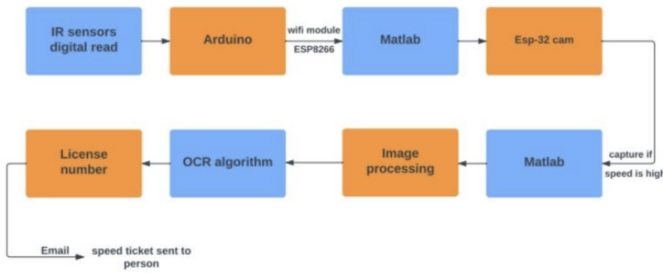 IR sensors
digital read
Arduino
wifi module
ESP8266
Matlab
Esp-32 cam
capture if
speed is high
Matlab
Image
processing
OCR algorithm
License
number
Email
speed ticket sent to
person